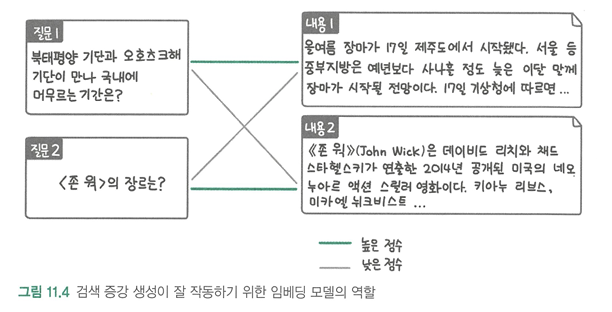 질문 1
북태평양 기단과 오호츠크해
기단이 만나 국내에
머무르는 기간은?
질문 2
<존 윅>의 장르는?
내용 1
올여름 장마가 17일 제주도에서 시작됐다. 서울 등
중부지방은 예년보다 사나흘 정도 늦은 이달 말께
장마가 시작될 전망이다. 17일 기상청에 따르면 ...
내용 2
《존 윅》(John Wick)은 데이비드 리치와 채드
스타헬스키가 연출한 2014년 공개된 미국의 네오
누아르 액션 스릴러 영화이다. 키아누 리브스,
미카엘 뉘크비스트 ...
높은 점수
낮은 점수
그림 11.4 검색 증강 생성이 잘 작동하기 위한 임베딩 모델의 역할